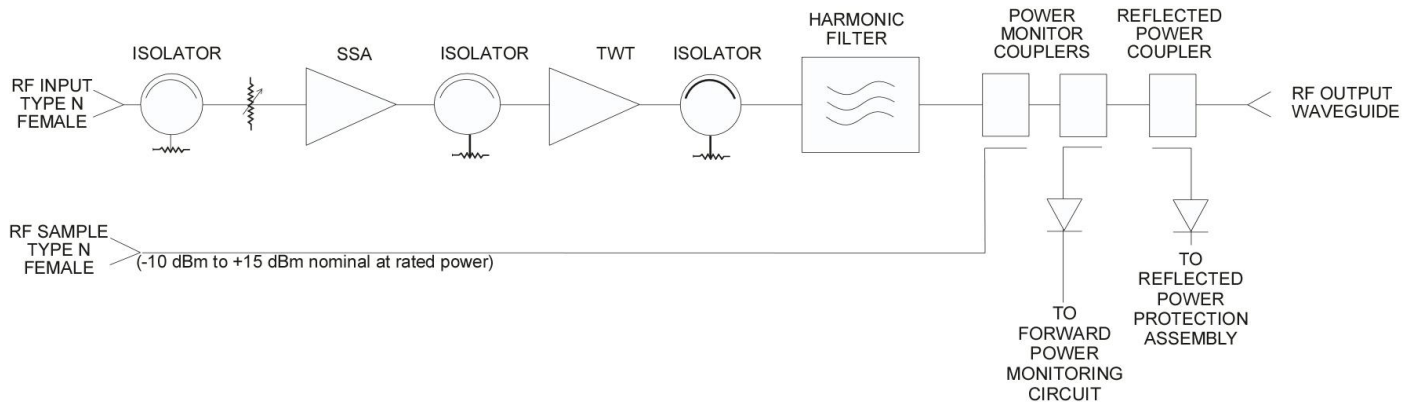 ISOLATOR
SSA
ISOLATOR
TWT
ISOLATOR
HARMONIC
FILTER
POWER
MONITOR
COUPLERS
REFLECTED
POWER
COUPLER
RF INPUT
TYPE N
FEMALE
RF OUTPUT
WAVEGUIDE
RF SAMPLE
TYPE N
FEMALE
(-10 dBm to +15 dBm nominal at rated power)
TO
FORWARD
POWER
MONITORING
CIRCUIT
TO
REFLECTED
POWER
PROTECTION
ASSEMBLY